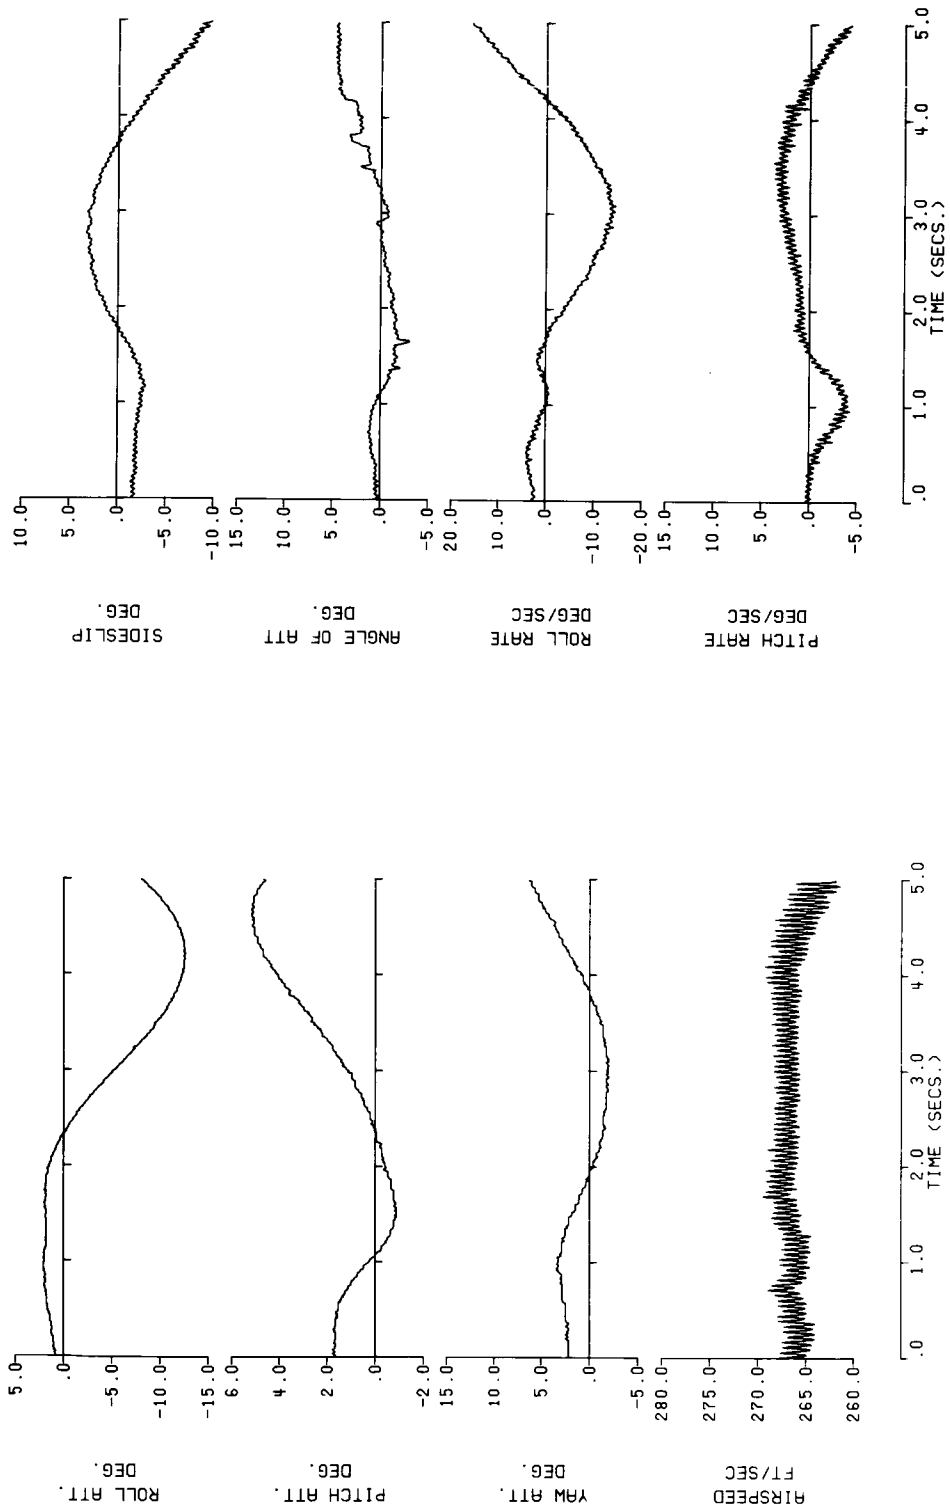 ROLL ATT.
DEG.
5.0
.0
-5.0
-10.0
-15.0
PITCH ATT.
DEG.
6.0
4.0
2.0
.0
-2.0
YAW ATT.
DEG.
15.0
10.0
5.0
.0
-5.0
AIRSPEED
FT/SEC
280.0
275.0
270.0
265.0
260.0
.0 1.0 2.0 3.0 4.0 5.0
TIME (SECS.)
SIDESLIP
DEG.
10.0
5.0
.0
-5.0
-10.0
ANGLE OF ATT
DEG.
15.0
10.0
5.0
.0
-5.0
ROLL RATE
DEG/SEC
20.0
10.0
.0
-10.0
-20.0
PITCH RATE
DEG/SEC
15.0
10.0
5.0
.0
-5.0
.0 1.0 2.0 3.0 4.0 5.0
TIME (SECS.)